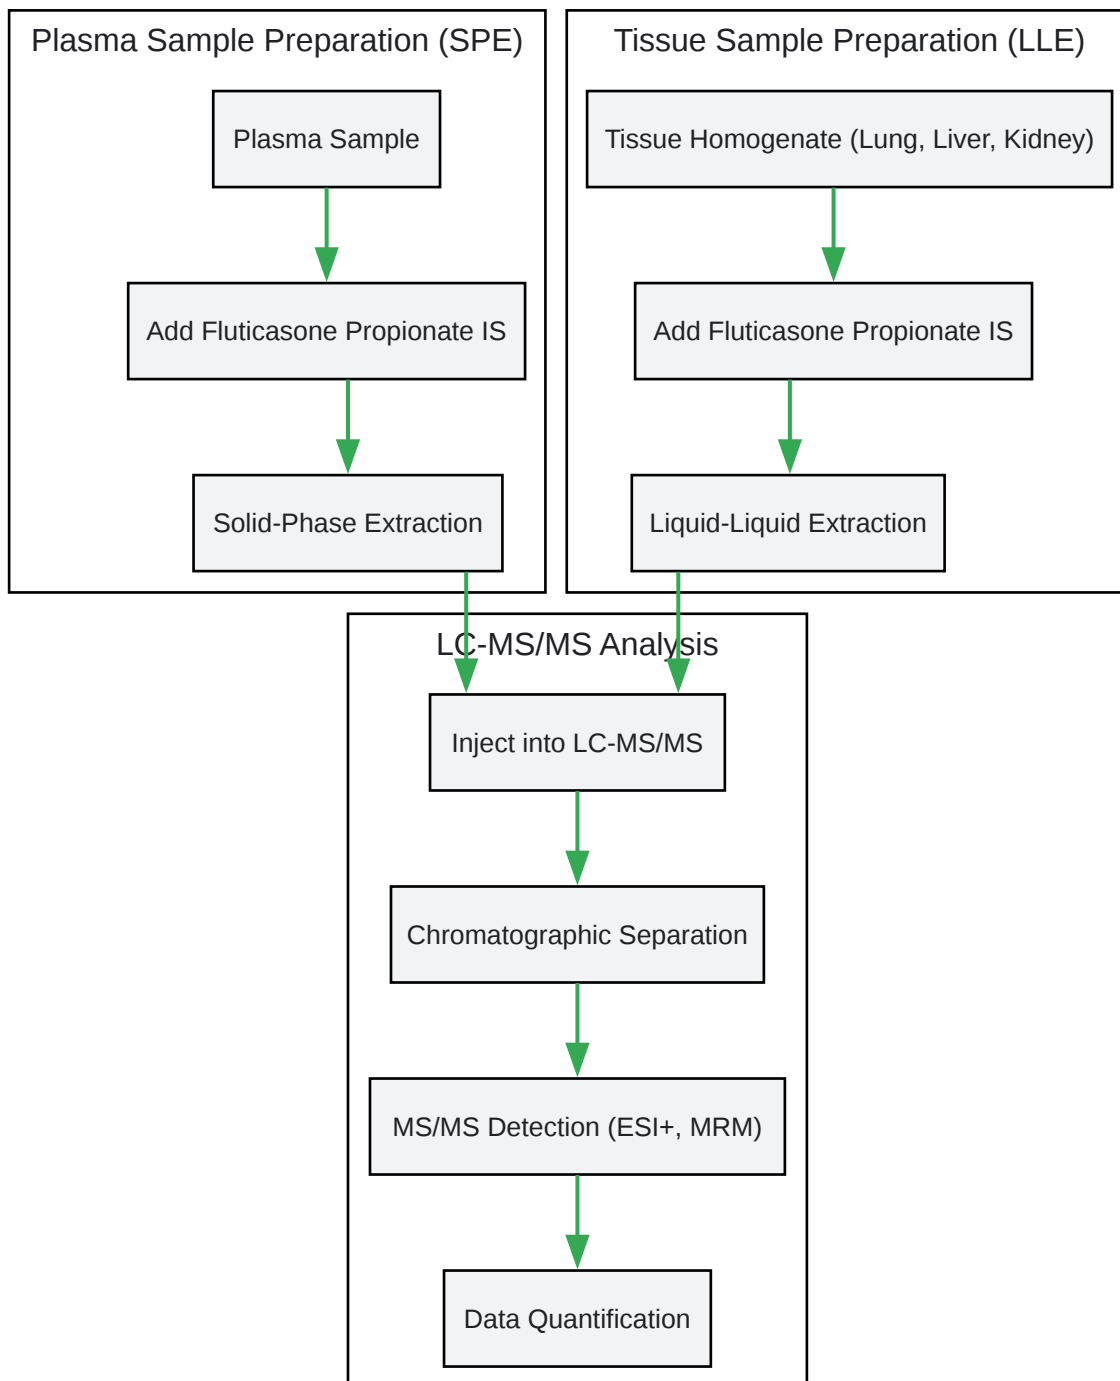 Plasma Sample Preparation (SPE)
Plasma Sample
Add Fluticasone Propionate IS
Solid-Phase Extraction
Tissue Sample Preparation (LLE)
Tissue Homogenate (Lung, Liver, Kidney)
Add Fluticasone Propionate IS
Liquid-Liquid Extraction
LC-MS/MS Analysis
Inject into LC-MS/MS
Chromatographic Separation
MS/MS Detection (ESI+, MRM)
Data Quantification